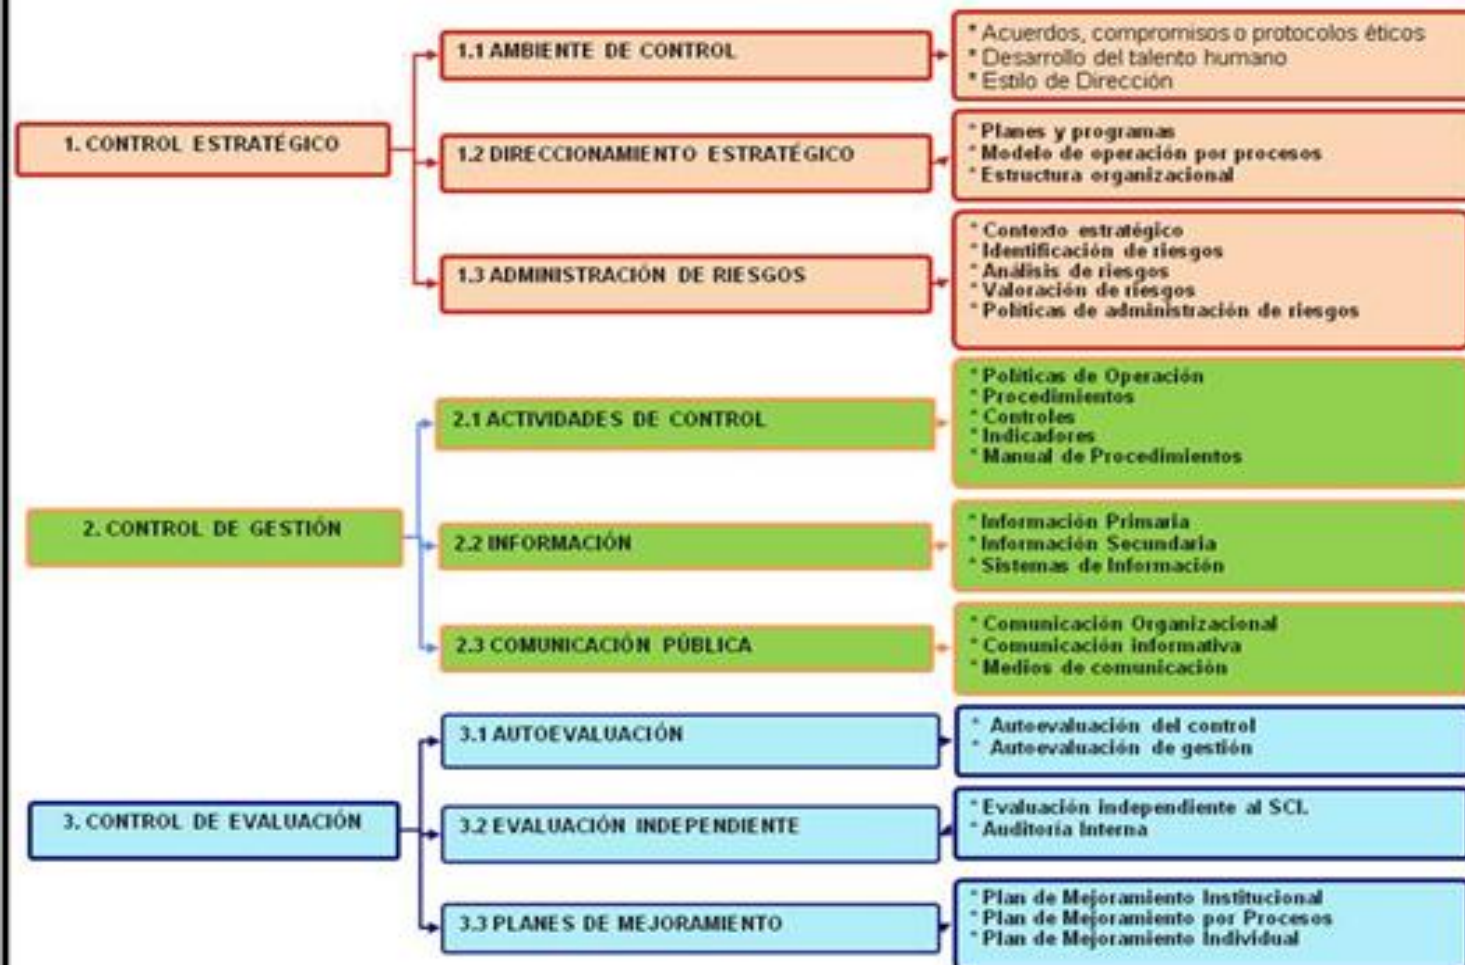 1. CONTROL ESTRATÉGICO
1.1 AMBIENTE DE CONTROL
* Acuerdos, compromisos o protocolos éticos
* Desarrollo del talento humano
* Estilo de Dirección
1.2 DIRECCIONAMIENTO ESTRATÉGICO
* Planes y programas
* Modelo de operación por procesos
* Estructura organizacional
1.3 ADMINISTRACIÓN DE RIESGOS
* Contexto estratégico
* Identificación de riesgos
* Análisis de riesgos
* Valoración de riesgos
* Políticas de administración de riesgos
2. CONTROL DE GESTIÓN
2.1 ACTIVIDADES DE CONTROL
* Políticas de Operación
* Procedimientos
* Controles
* Indicadores
* Manual de Procedimientos
2.2 INFORMACIÓN
* Información Primaria
* Información Secundaria
* Sistemas de Información
2.3 COMUNICACIÓN PÚBLICA
* Comunicación Organizacional
* Comunicación informativa
* Medios de comunicación
3. CONTROL DE EVALUACIÓN
3.1 AUTOEVALUACIÓN
* Autoevaluación del control
* Autoevaluación de gestión
3.2 EVALUACIÓN INDEPENDIENTE
* Evaluación independiente al SCI.
* Auditoría Interna
3.3 PLANES DE MEJORAMIENTO
* Plan de Mejoramiento Institucional
* Plan de Mejoramiento por Procesos
* Plan de Mejoramiento Individual